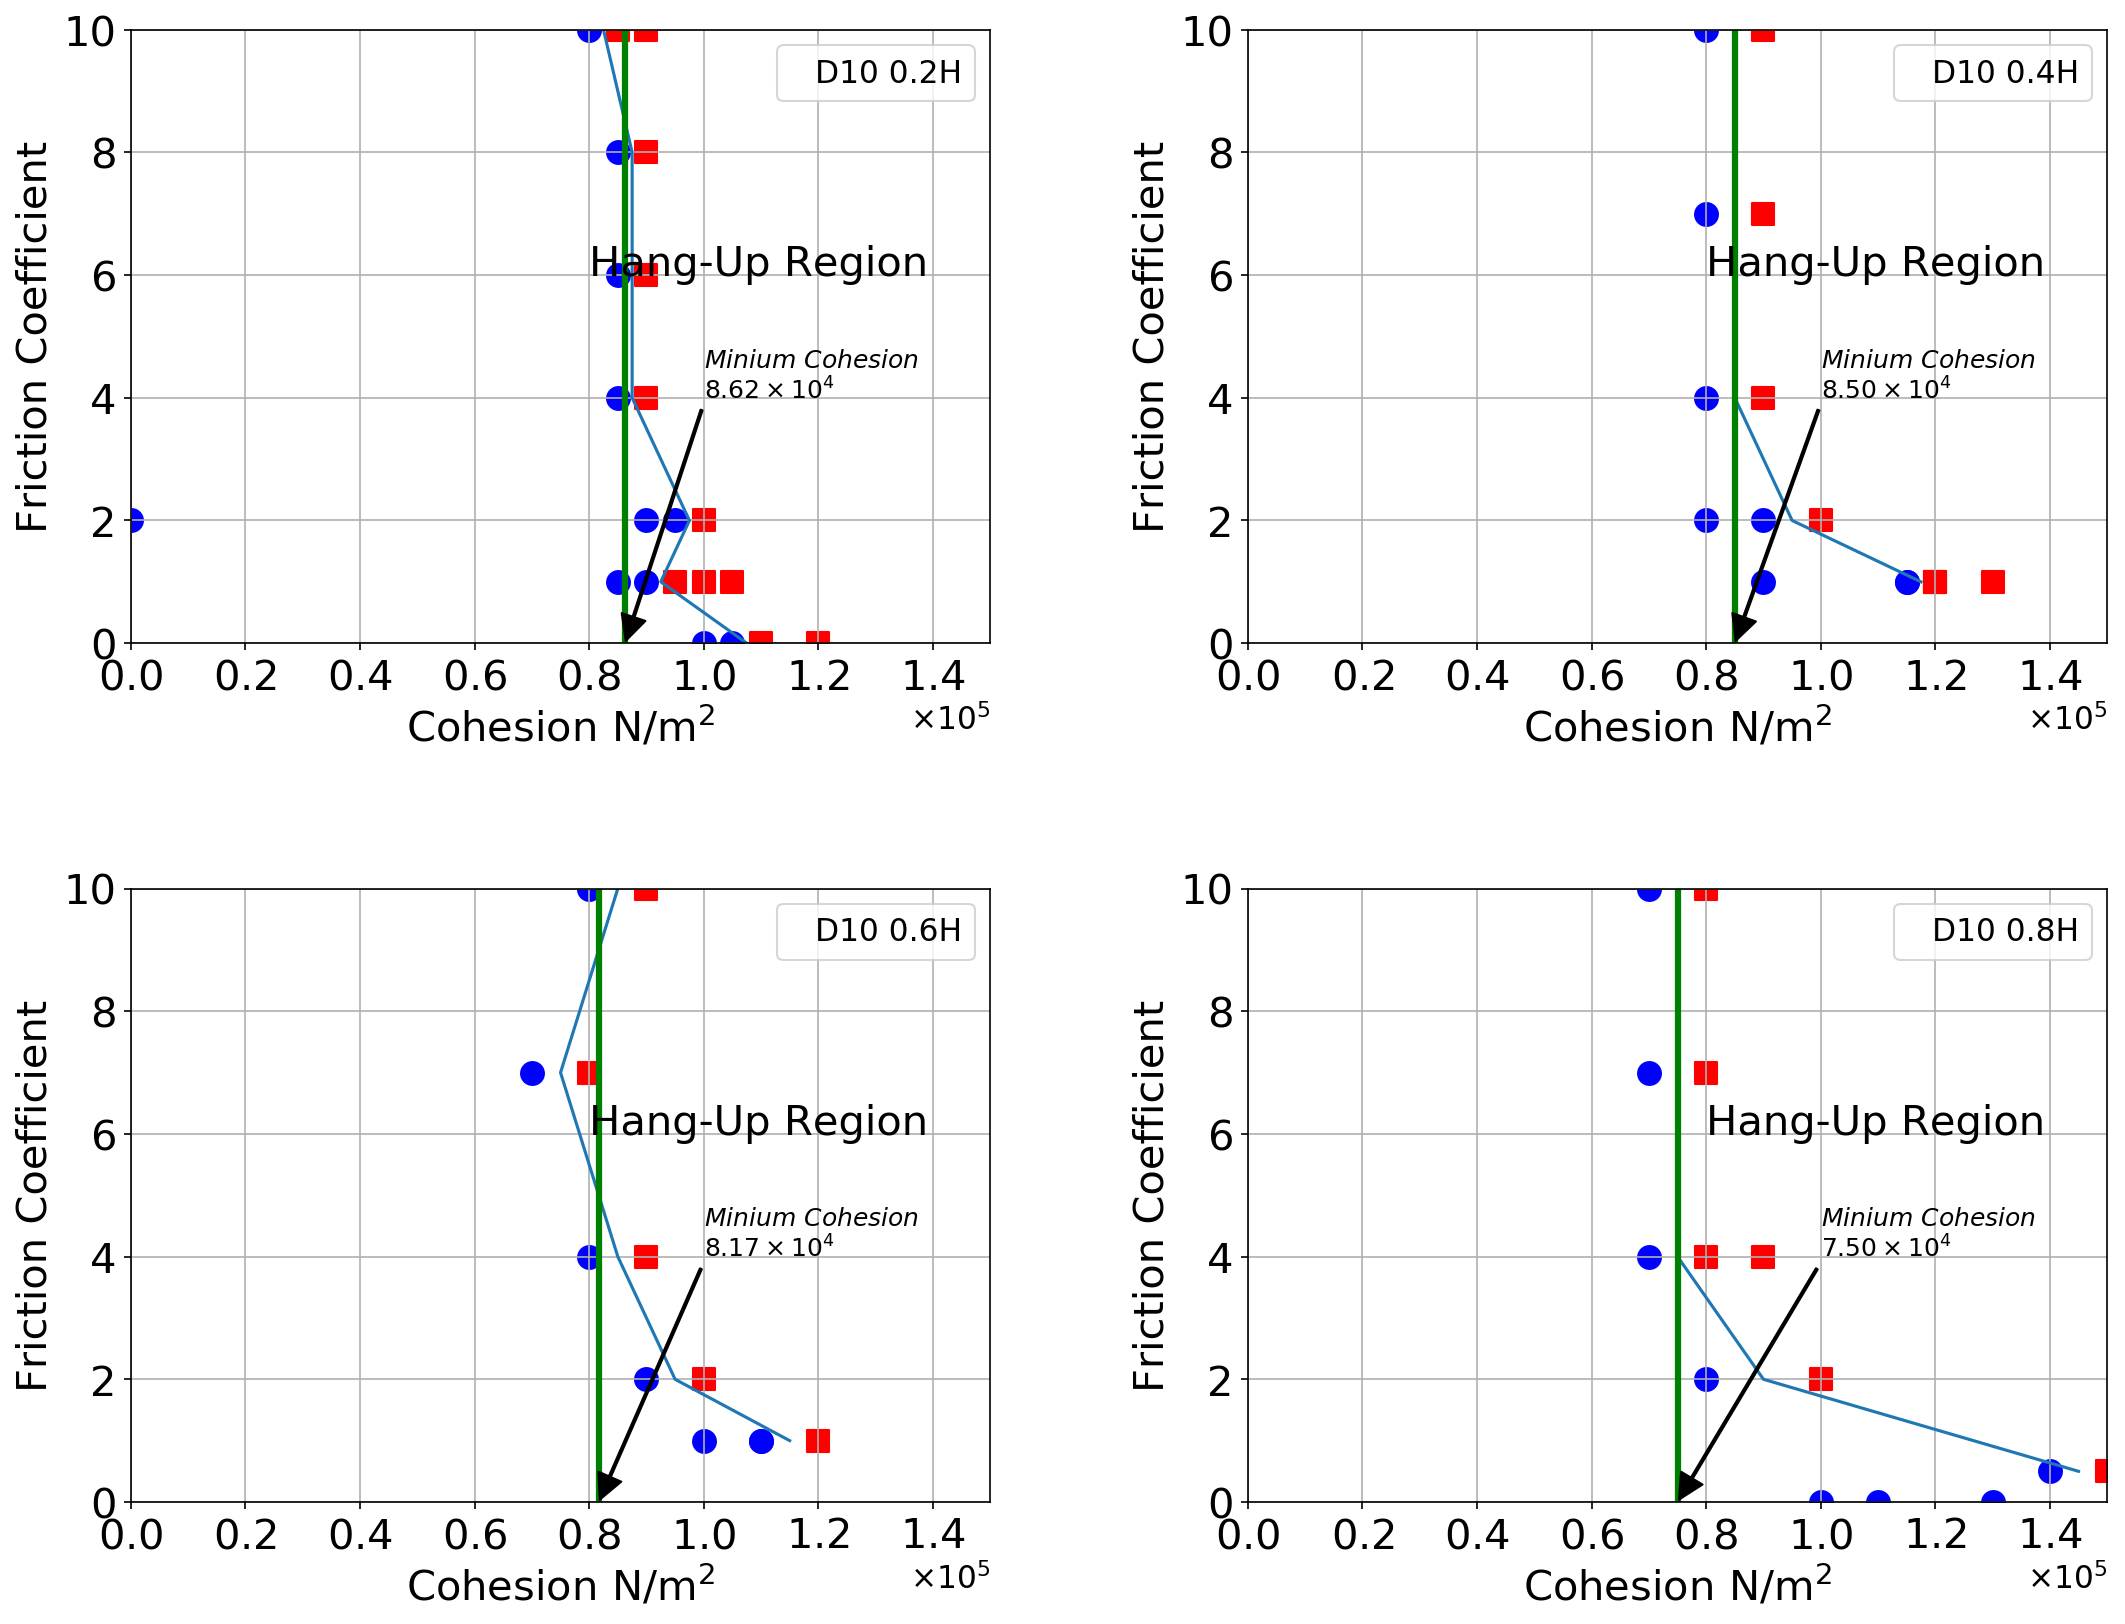 10
8
6
4
2
0
Friction Coefficient
D10 0.2H
Hang-Up Region
Minium Cohesion
8.62 × 10⁴
0.0 0.2 0.4 0.6 0.8 1.0 1.2 1.4
×10⁵
Cohesion N/m²
10
8
6
4
2
0
Friction Coefficient
D10 0.4H
Hang-Up Region
Minium Cohesion
8.50 × 10⁴
0.0 0.2 0.4 0.6 0.8 1.0 1.2 1.4
×10⁵
Cohesion N/m²
10
8
6
4
2
0
Friction Coefficient
D10 0.6H
Hang-Up Region
Minium Cohesion
8.17 × 10⁴
0.0 0.2 0.4 0.6 0.8 1.0 1.2 1.4
×10⁵
Cohesion N/m²
10
8
6
4
2
0
Friction Coefficient
D10 0.8H
Hang-Up Region
Minium Cohesion
7.50 × 10⁴
0.0 0.2 0.4 0.6 0.8 1.0 1.2 1.4
×10⁵
Cohesion N/m²